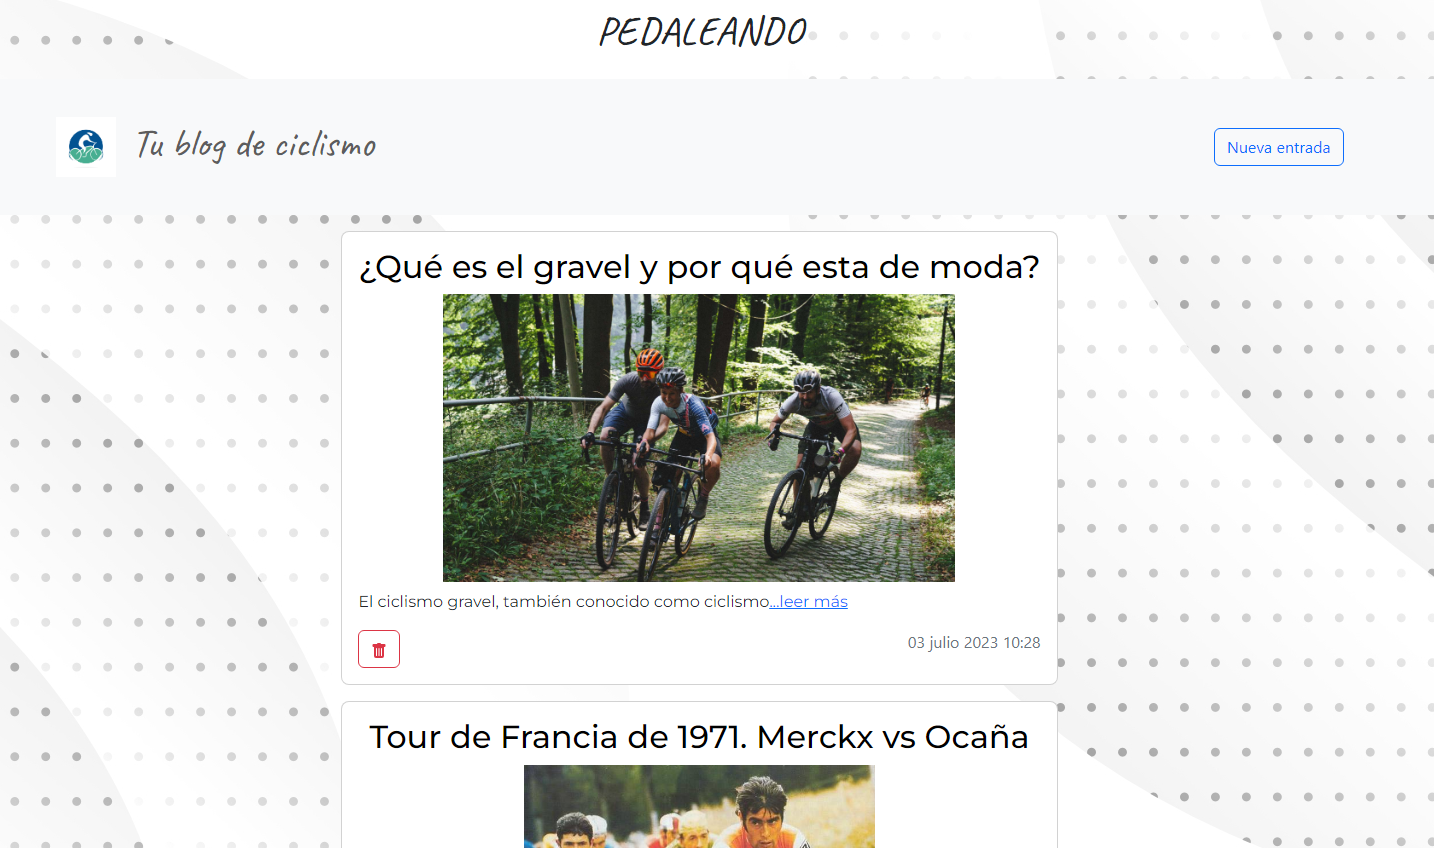 PEDALEANDO
Tu blog de ciclismo
Nueva entrada
¿Qué es el gravel y por qué esta de moda?
El ciclismo gravel, también conocido como ciclismo...leer más
03 julio 2023 10:28
Tour de Francia de 1971. Merckx vs Ocaña